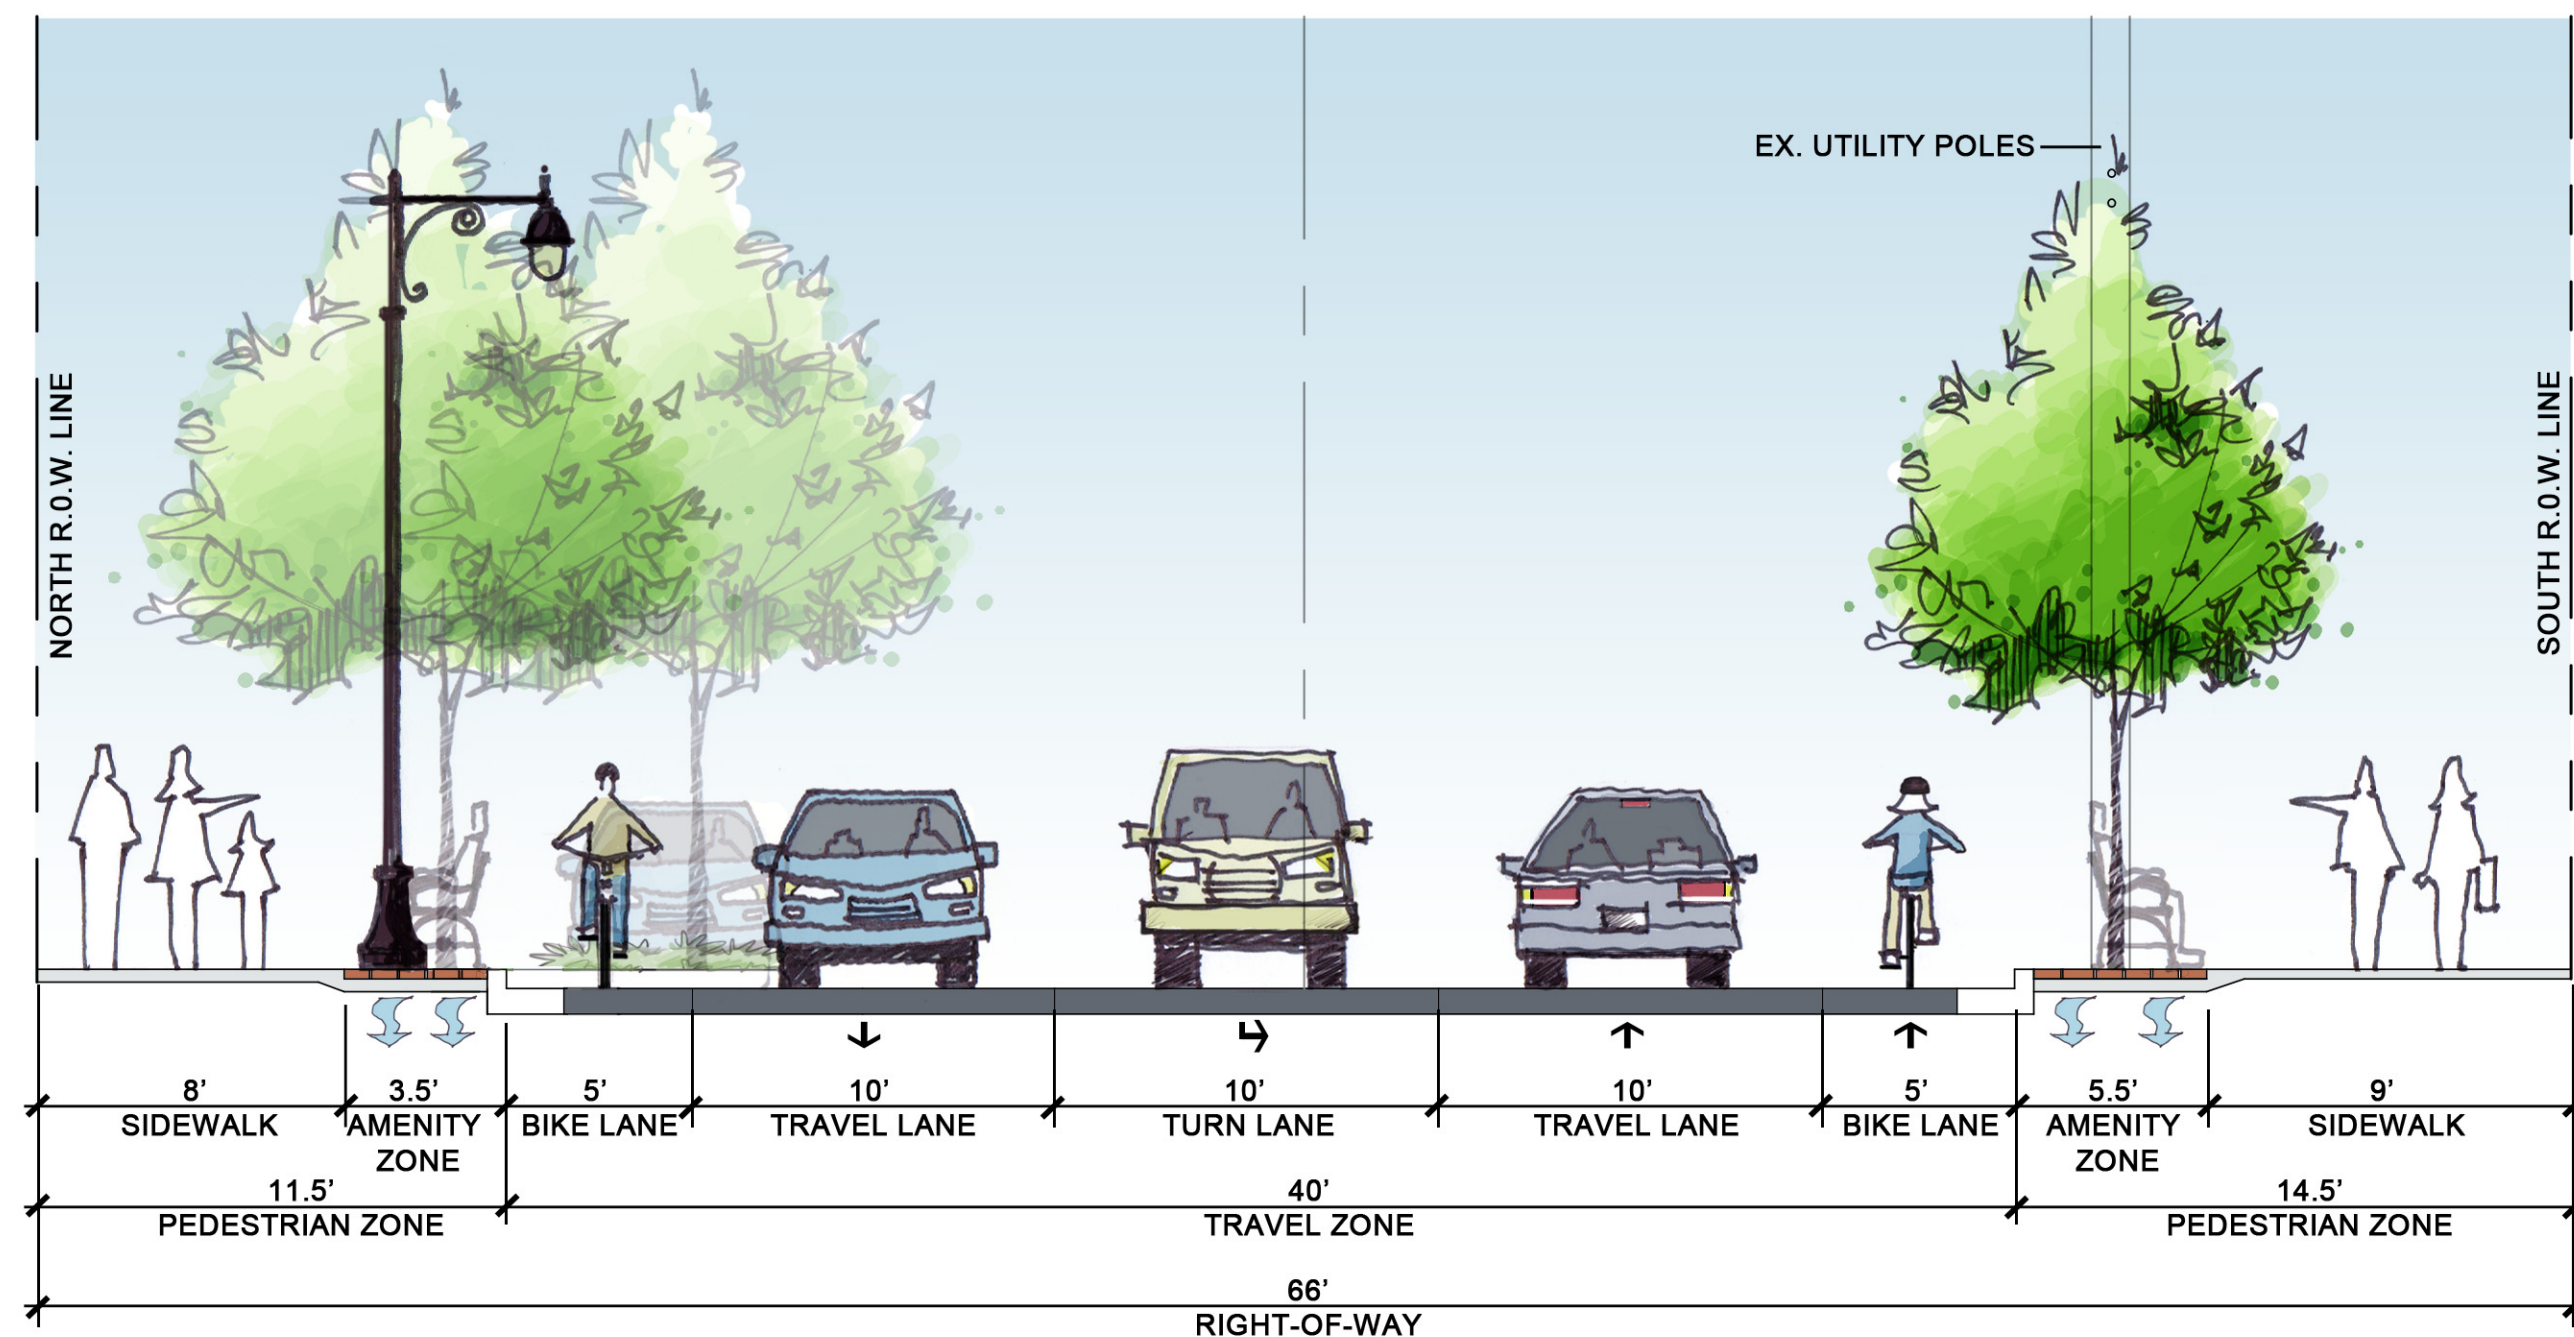 EX. UTILITY POLES
NORTH R.0.W. LINE
SOUTH R.0.W. LINE
8’ 3.5’ 5’ 10’ 10’ 10’ 5’ 5.5’ 9’
SIDEWALK AMENITY BIKE LANE TRAVEL LANE TURN LANE TRAVEL LANE BIKE LANE AMENITY SIDEWALK
ZONE ZONE
11.5’ 40’ 14.5’
PEDESTRIAN ZONE TRAVEL ZONE PEDESTRIAN ZONE
66’
RIGHT-OF-WAY